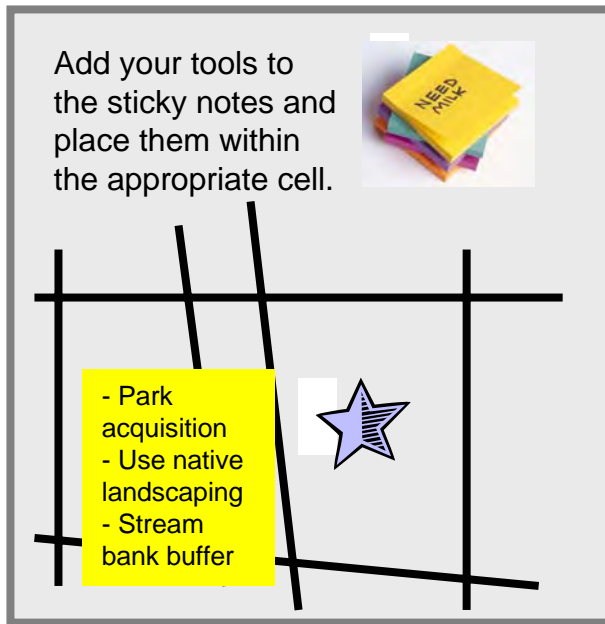 Add your tools to
the sticky notes and
place them within
the appropriate cell.
NEED
MILK
- Park
acquisition
- Use native
landscaping
- Stream
bank buffer